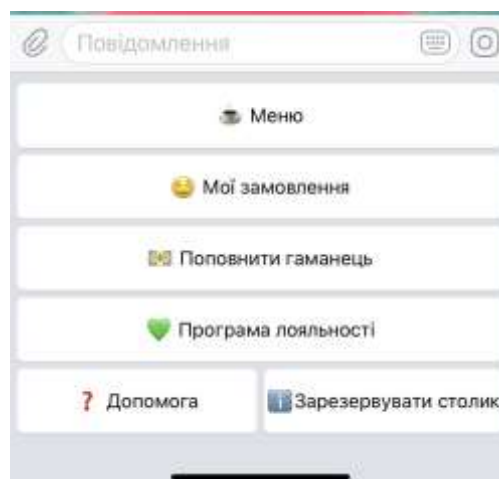 Повідомлення
☕ Меню
😋 Мої замовлення
💴 Поповнити гаманець
💚 Програма лояльності
❓ Допомога
ℹ️ Зарезервувати столик